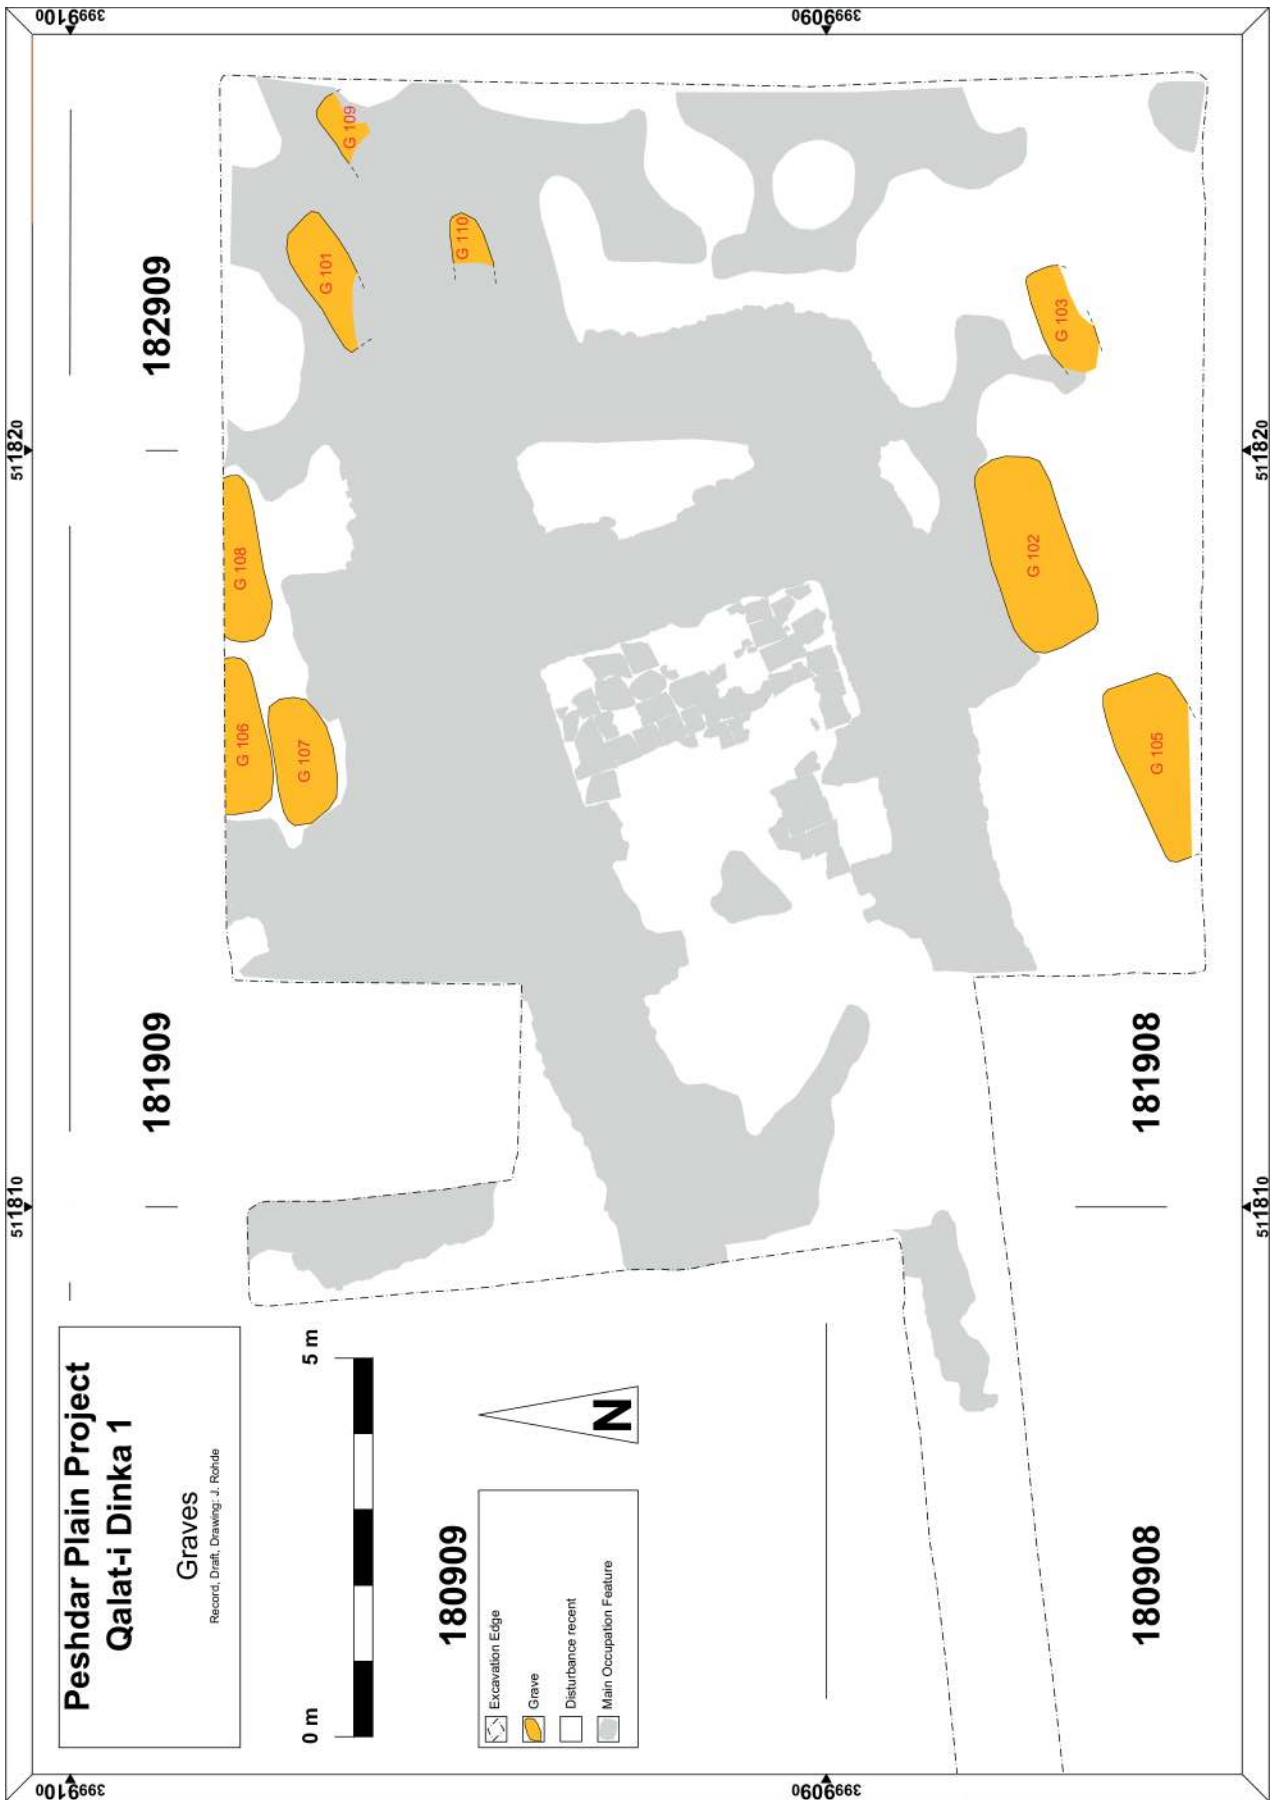 Peshdar Plain Project
Qalat-i Dinka 1
Graves
Record, Draft, Drawing: J. Rohde
0 m
5 m
N
Excavation Edge
Grave
Disturbance recent
Main Occupation Feature
511810
511820
3999100
3999090
3999100
3999090
511810
511820
180909
181909
182909
180908
181908
G 106
G 108
G 107
G 101
G 109
G 110
G 102
G 103
G 105